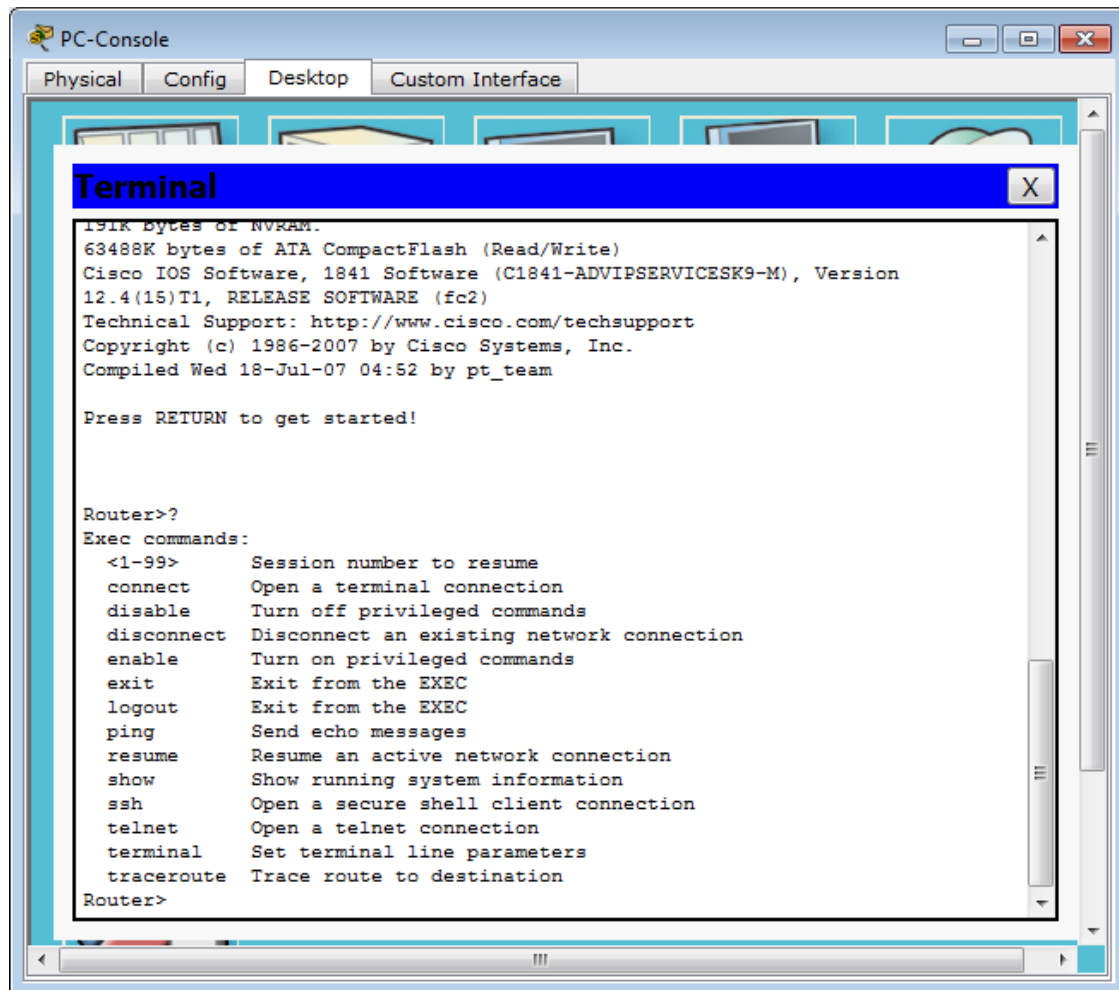 PC-Console
Physical Config Desktop Custom Interface
Terminal
X
191K bytes of NVRAM.
63488K bytes of ATA CompactFlash (Read/Write)
Cisco IOS Software, 1841 Software (C1841-ADVIPSERVICESK9-M), Version
12.4(15)T1, RELEASE SOFTWARE (fc2)
Technical Support: http://www.cisco.com/techsupport
Copyright (c) 1986-2007 by Cisco Systems, Inc.
Compiled Wed 18-Jul-07 04:52 by pt_team
Press RETURN to get started!
Router>?
Exec commands:
<1-99> Session number to resume
connect Open a terminal connection
disable Turn off privileged commands
disconnect Disconnect an existing network connection
enable Turn on privileged commands
exit Exit from the EXEC
logout Exit from the EXEC
ping Send echo messages
resume Resume an active network connection
show Show running system information
ssh Open a secure shell client connection
telnet Open a telnet connection
terminal Set terminal line parameters
traceroute Trace route to destination
Router>